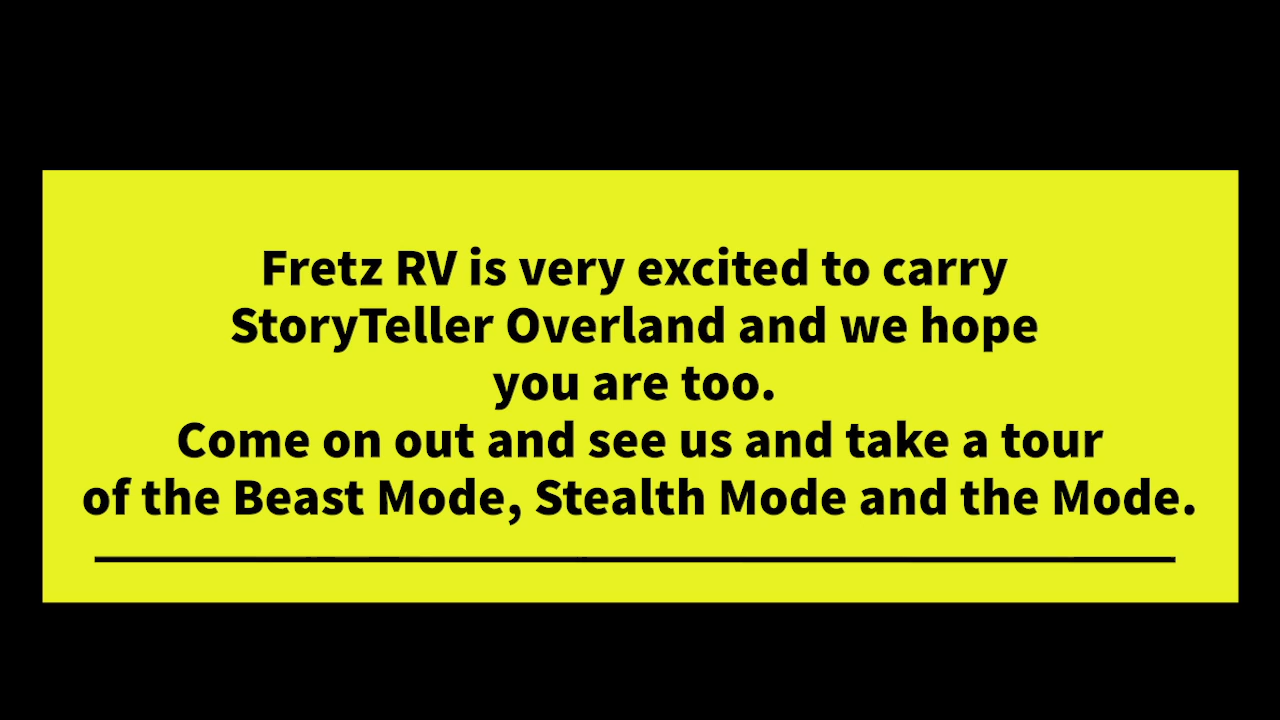 Fretz RV is very excited to carry
StoryTeller Overland and we hope
you are too.
Come on out and see us and take a tour
of the Beast Mode, Stealth Mode and the Mode.